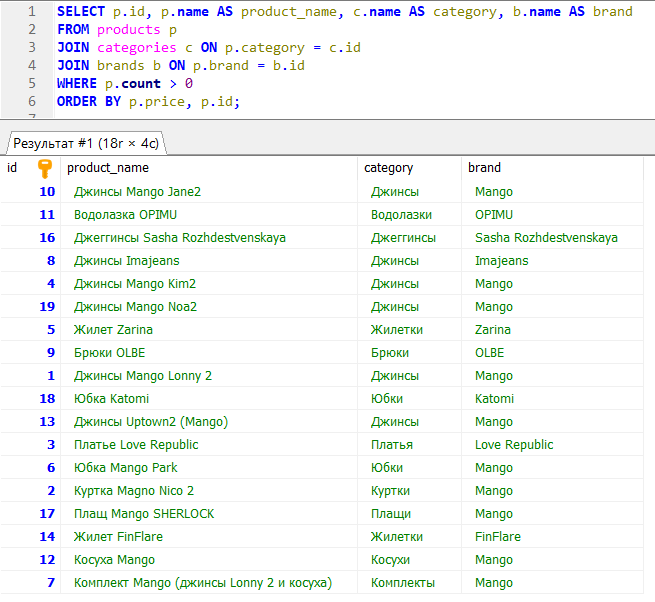 1 SELECT p.id, p.name AS product_name, c.name AS category, b.name AS brand
2 FROM products p
3 JOIN categories c ON p.category = c.id
4 JOIN brands b ON p.brand = b.id
5 WHERE p.count > 0
6 ORDER BY p.price, p.id;
Результат #1 (18r × 4c)
id product_name category brand
10 Джинсы Mango Jane2 Джинсы Mango
11 Водолазка OPIMU Водолазки OPIMU
16 Джеггинсы Sasha Rozhdestvenskaya Джеггинсы Sasha Rozhdestvenskaya
8 Джинсы Imajeans Джинсы Imajeans
4 Джинсы Mango Kim2 Джинсы Mango
19 Джинсы Mango Noa2 Джинсы Mango
5 Жилет Zarina Жилетки Zarina
9 Брюки OLBE Брюки OLBE
1 Джинсы Mango Lonny 2 Джинсы Mango
18 Юбка Katomi Юбки Katomi
13 Джинсы Uptown2 (Mango) Джинсы Mango
3 Платье Love Republic Платья Love Republic
6 Юбка Mango Park Юбки Mango
2 Куртка Magno Nico 2 Куртки Mango
17 Плащ Mango SHERLOCK Плащи Mango
14 Жилет FinFlare Жилетки FinFlare
12 Косуха Mango Косухи Mango
7 Комплект Mango (джинсы Lonny 2 и косуха) Комплекты Mango